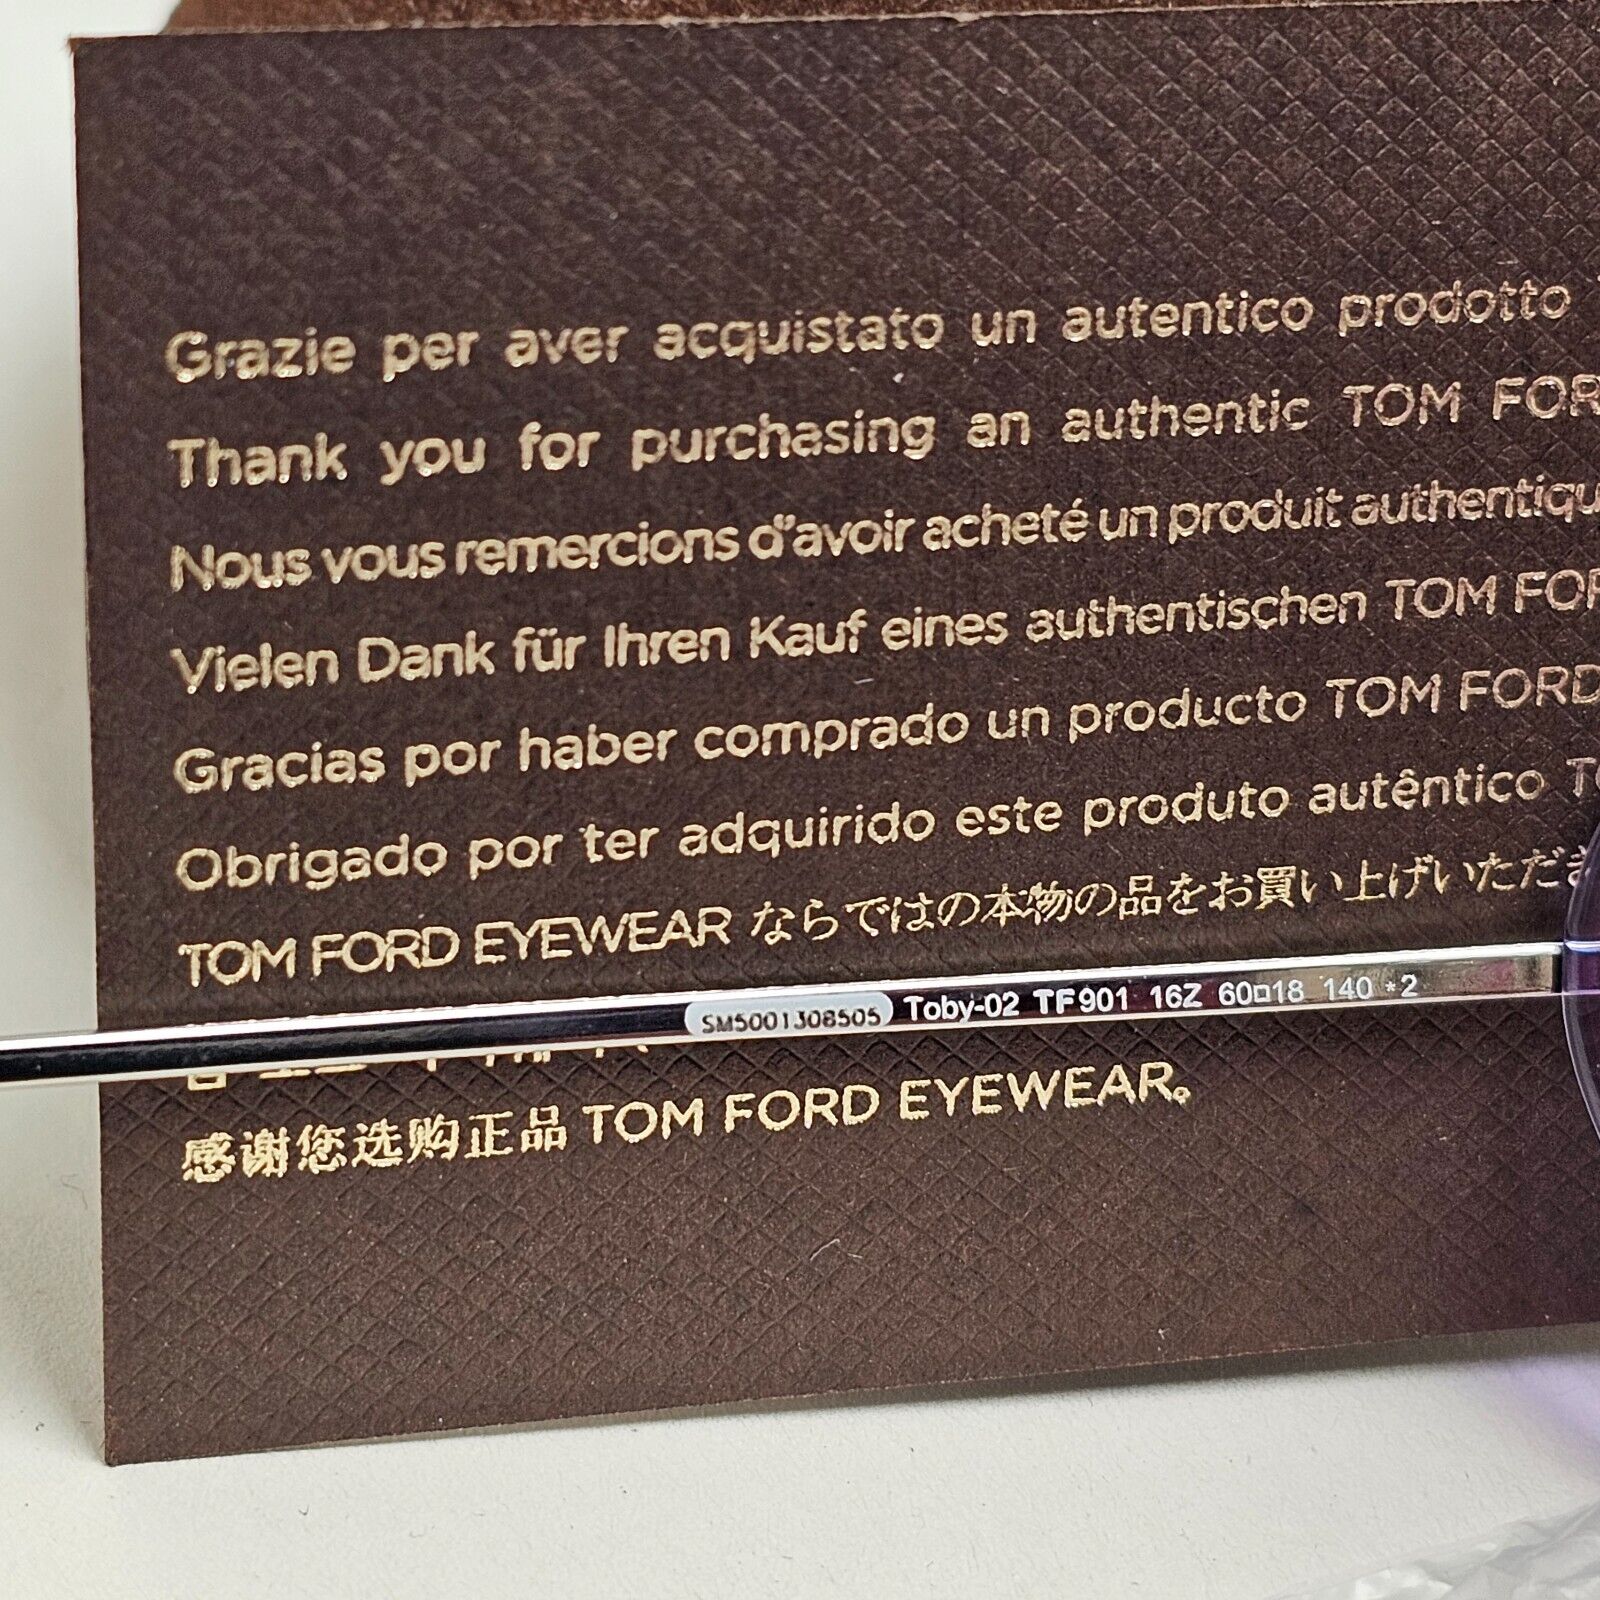 Grazie per aver acquistato un autentico prodotto
Thank you for purchasing an authentic TOM FOR
Nous vous remercions d'avoir acheté un produit authentiqu
Vielen Dank für Ihren Kauf eines authentischen TOM FOR
Gracias por haber comprado un producto TOM FORD
Obrigado por ter adquirido este produto autêntico T
TOM FORD EYEWEAR ならではの本物の品をお買い上げいただき
SM5001308505 Toby-02 TF901 16Z 60□18 140 *2
感谢您选购正品 TOM FORD EYEWEAR。